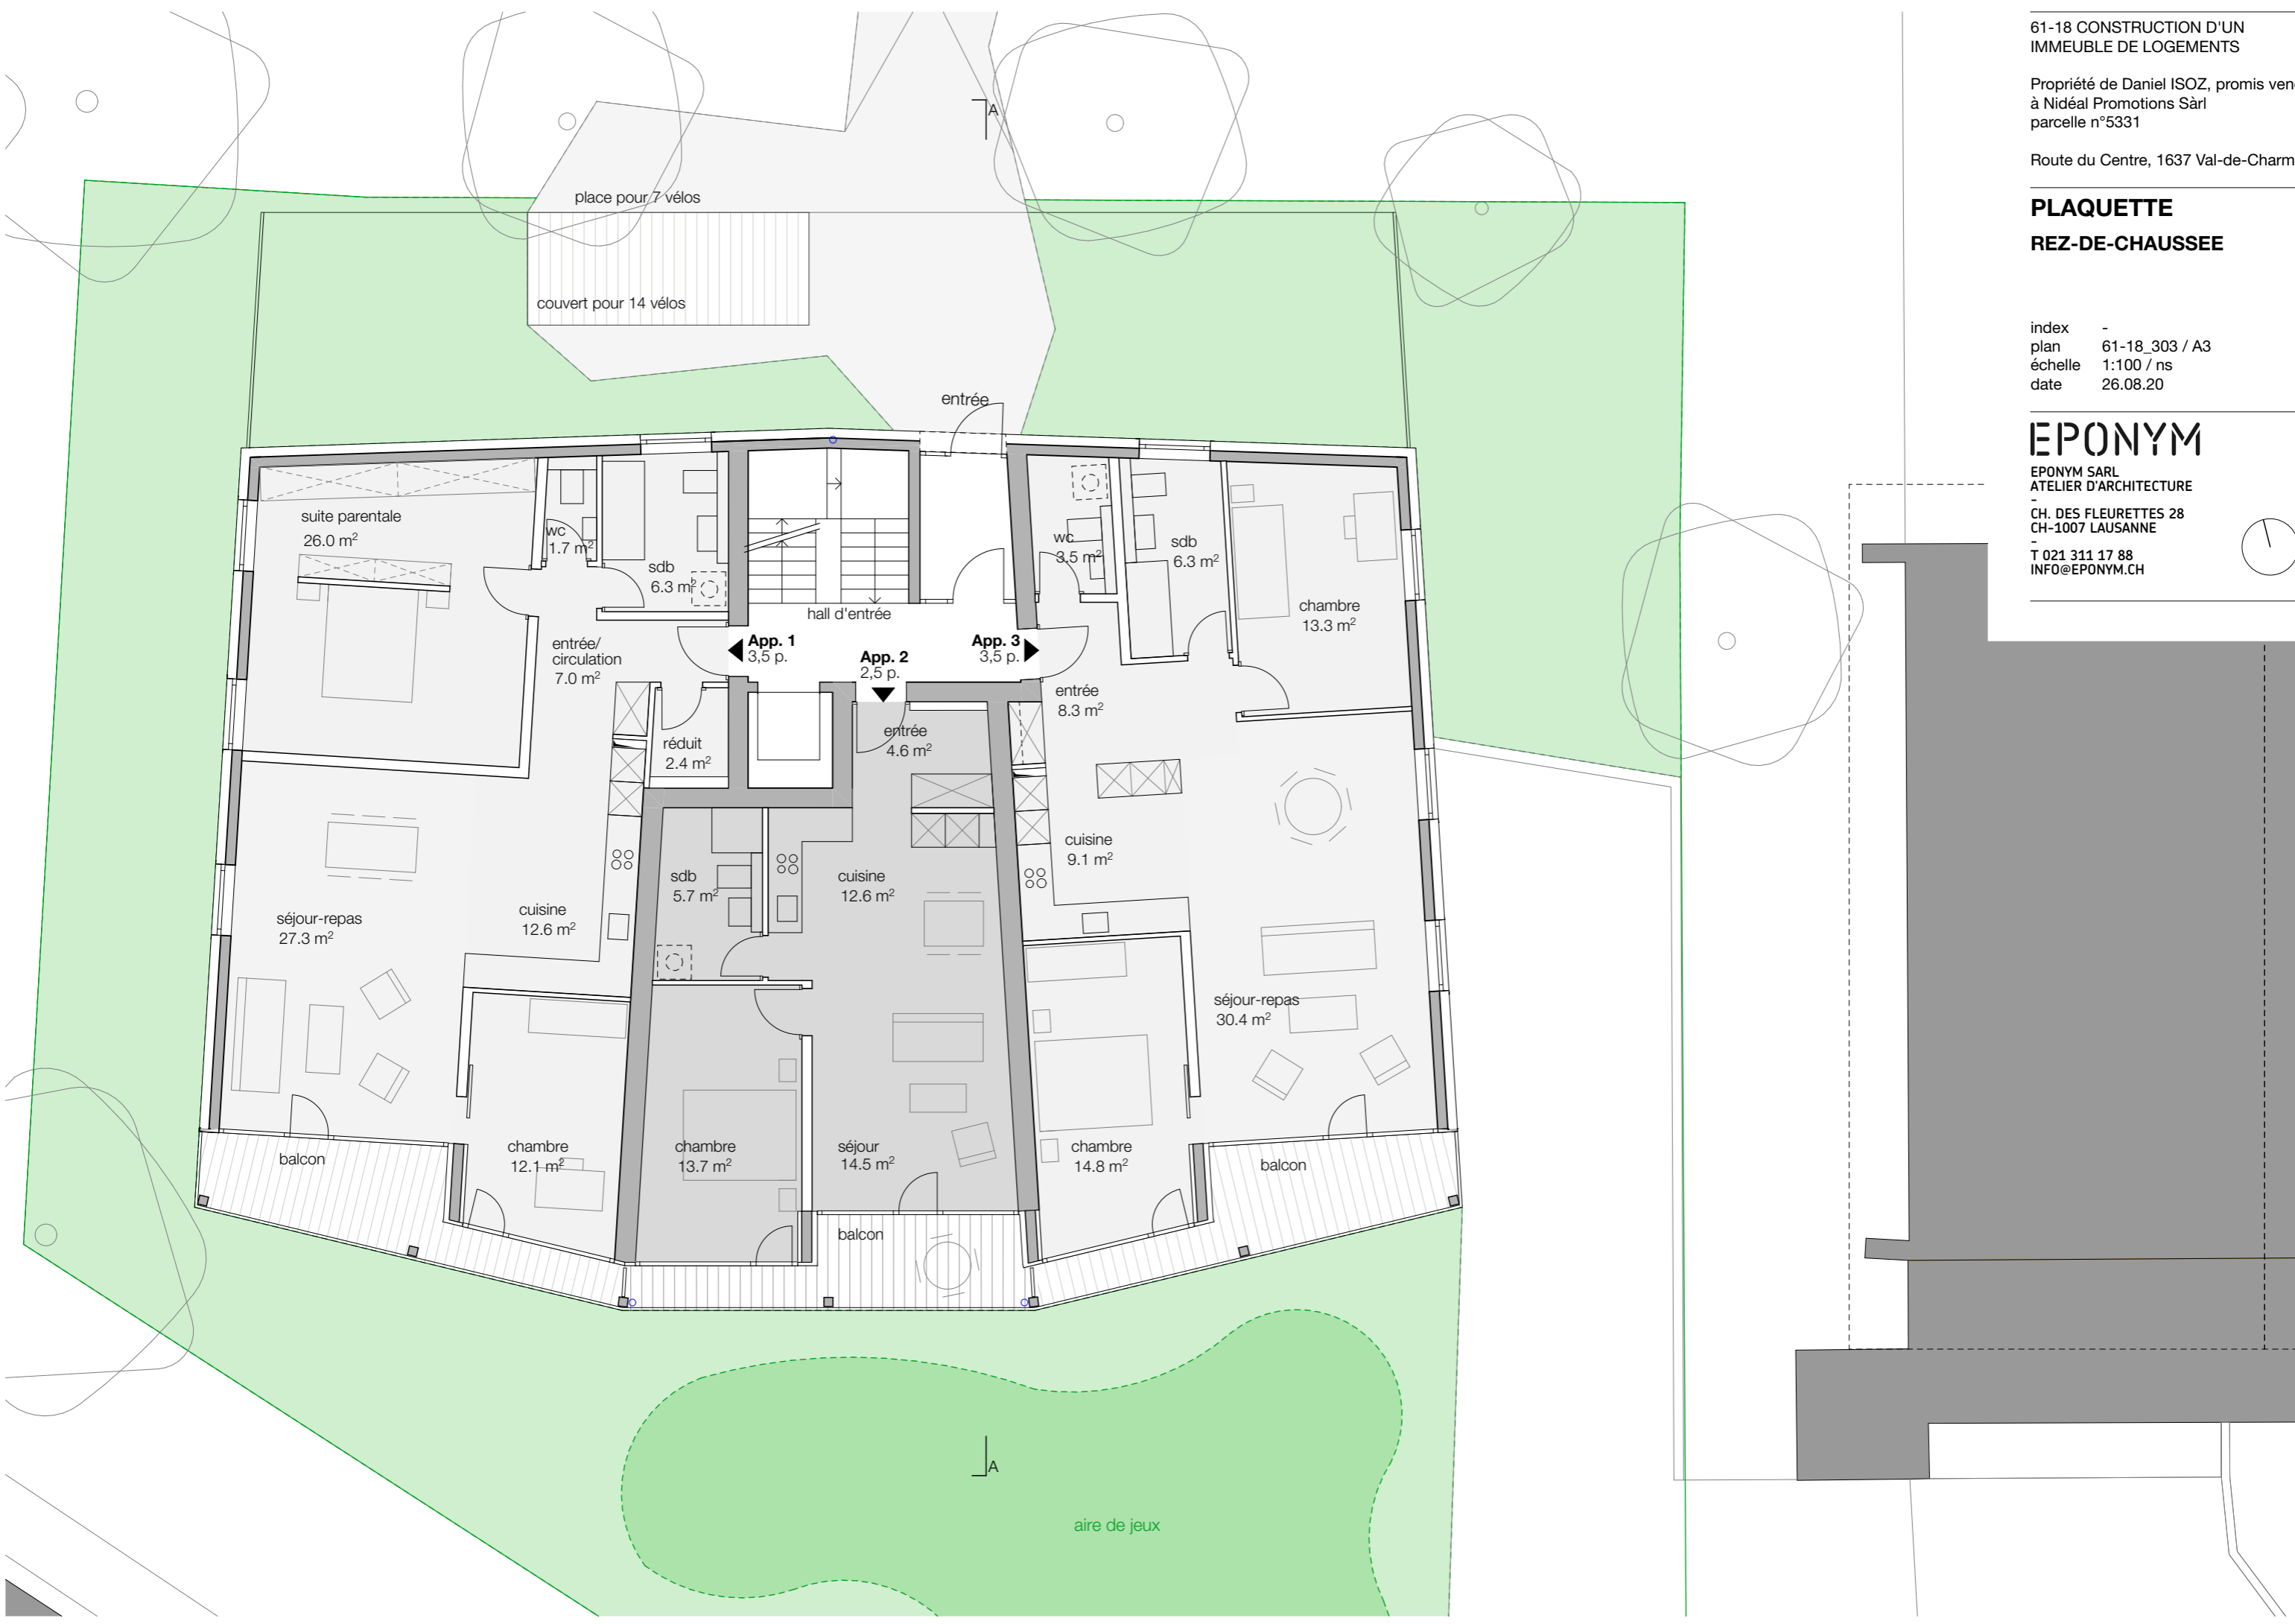 61-18 CONSTRUCTION D'UN
IMMEUBLE DE LOGEMENTS
Propriété de Daniel ISOZ, promis
à Nidéal Promotions Sàrl
parcelle n°5331
Route du Centre, 1637
PLAQUETTE
REZ-DE-CHAUSSEE
index -
plan 61-18_303 / A3
échelle 1:100 / ns
date 26.08.20
EPONYM
EPONYM SARL
ATELIER D'ARCHITECTURE
-
CH. DES FLEURETTES 28
CH-1007 LAUSANNE
-
T 021 311 17 88
INFO@EPONYM.CH
A
place pour 7 vélos
couvert pour 14 vélos
entrée
suite parentale
26.0 m²
wc
1.7 m²
sdb
6.3 m²
hall d'entrée
wc
3.5 m²
sdb
6.3 m²
chambre
13.3 m²
entrée/
circulation
7.0 m²
App. 1
3,5 p.
App. 2
2,5 p.
App. 3
3,5 p.
réduit
2.4 m²
entrée
4.6 m²
entrée
8.3 m²
séjour-repas
27.3 m²
cuisine
12.6 m²
sdb
5.7 m²
cuisine
12.6 m²
cuisine
9.1 m²
séjour-repas
30.4 m²
balcon
chambre
12.1 m²
chambre
13.7 m²
séjour
14.5 m²
chambre
14.8 m²
balcon
balcon
A
aire de jeux